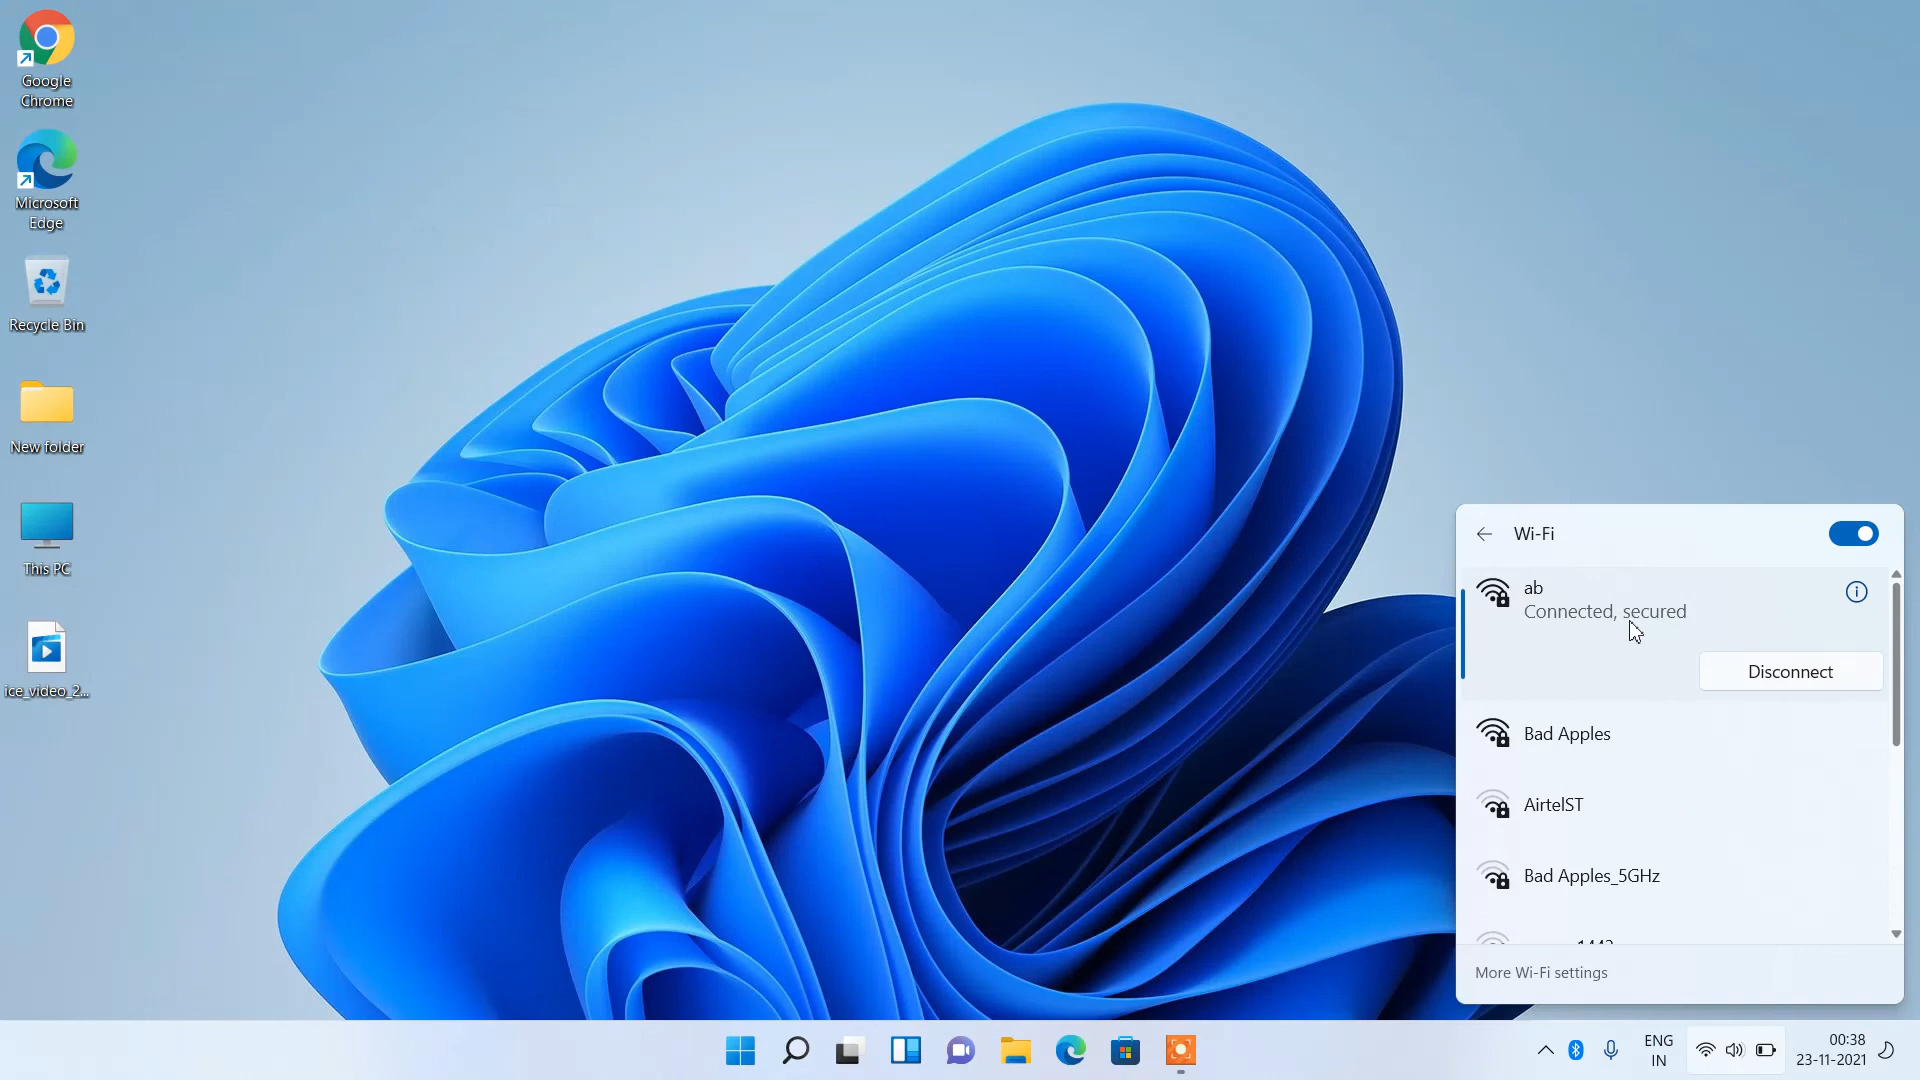 Google
Chrome
Microsoft
Edge
Recycle Bin
New folder
This PC
ice_video_2...
Wi-Fi
ab
Connected, secured
Disconnect
Bad Apples
AirtelST
Bad Apples_5GHz
More Wi-Fi settings
ENG
IN
00:38
23-11-2021